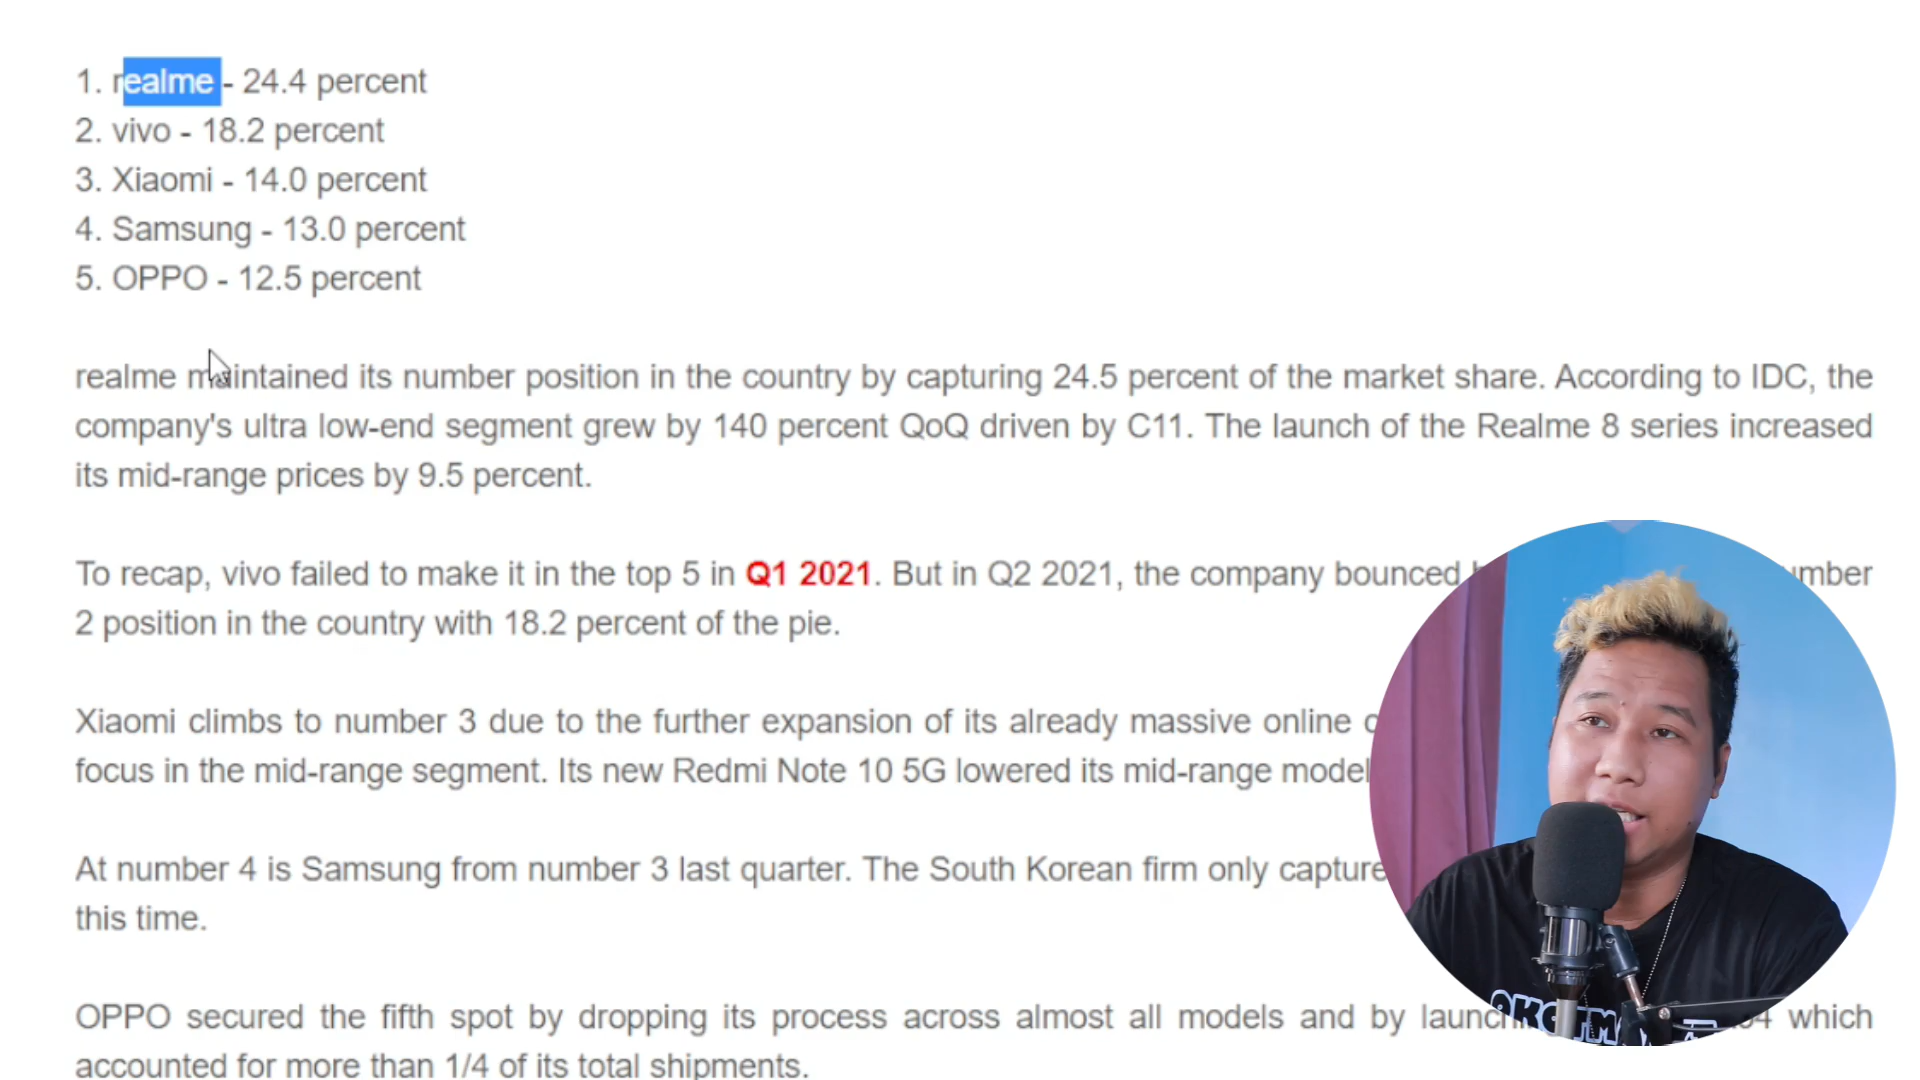 1. realme - 24.4 percent
2. vivo - 18.2 percent
3. Xiaomi - 14.0 percent
4. Samsung - 13.0 percent
5. OPPO - 12.5 percent
realme maintained its number position in the country by capturing 24.5 percent of the market share. According to IDC, the
company's ultra low-end segment grew by 140 percent QoQ driven by C11. The launch of the Realme 8 series increased
its mid-range prices by 9.5 percent.
To recap, vivo failed to make it in the top 5 in Q1 2021. But in Q2 2021, the company bounced
2 position in the country with 18.2 percent of the pie.
Xiaomi climbs to number 3 due to the further expansion of its already massive online
focus in the mid-range segment. Its new Redmi Note 10 5G lowered its mid-range model
At number 4 is Samsung from number 3 last quarter. The South Korean firm only capture
this time.
OPPO secured the fifth spot by dropping its process across almost all models and by which
accounted for more than 1/4 of its total shipments.